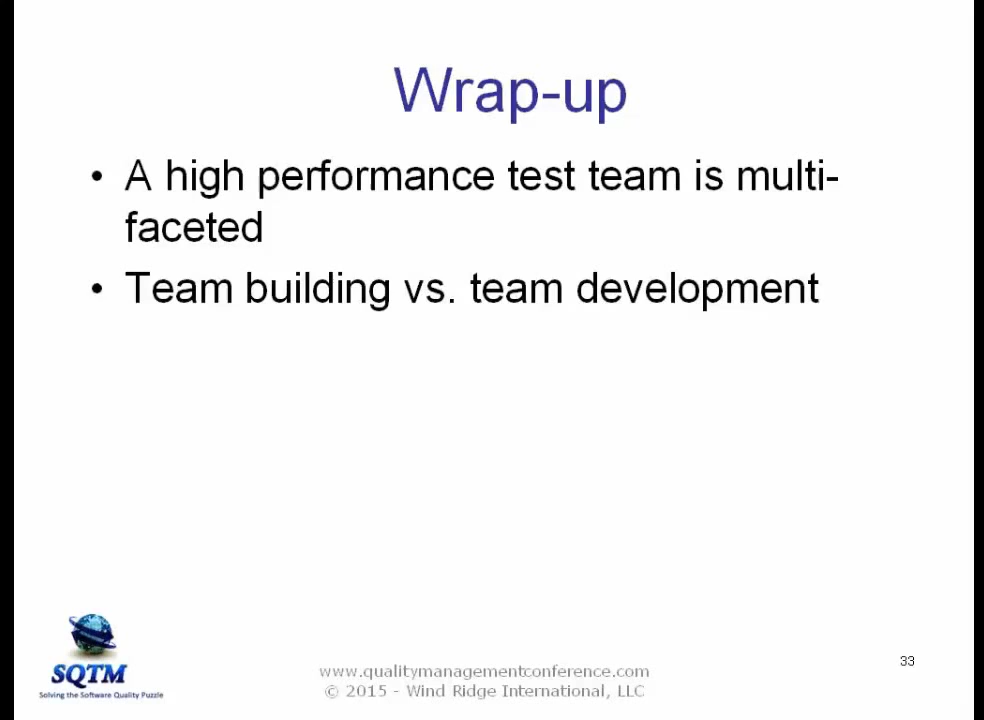 Wrap-up
• A high performance test team is multi-
faceted
• Team building vs. team development
SQTM
Solving the Software Quality Puzzle
www.qualitymanagementconference.com
© 2015 - Wind Ridge International, LLC
33